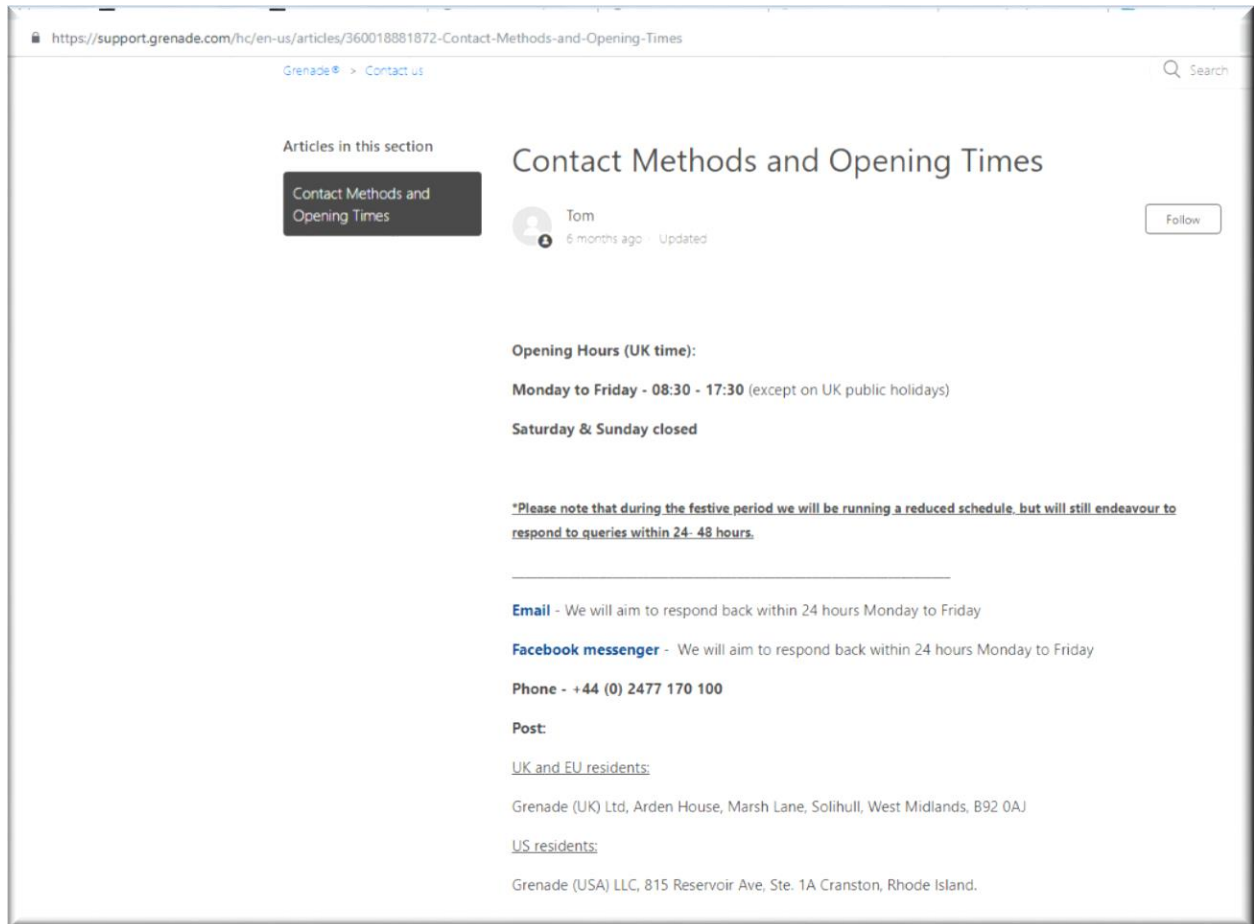 https://support.grenade.com/hc/en-us/articles/360018881872-Contact-Methods-and-Opening-Times
Grenade® > Contact us
Search
Articles in this section
Contact Methods and
Opening Times
Contact Methods and Opening Times
Tom
6 months ago · Updated
Follow
Opening Hours (UK time):
Monday to Friday - 08:30 - 17:30 (except on UK public holidays)
Saturday & Sunday closed
*Please note that during the festive period we will be running a reduced schedule, but will still endeavour to
respond to queries within 24- 48 hours.
Email - We will aim to respond back within 24 hours Monday to Friday
Facebook messenger - We will aim to respond back within 24 hours Monday to Friday
Phone - +44 (0) 2477 170 100
Post:
UK and EU residents:
Grenade (UK) Ltd, Arden House, Marsh Lane, Solihull, West Midlands, B92 0AJ
US residents:
Grenade (USA) LLC, 815 Reservoir Ave, Ste. 1A Cranston, Rhode Island.